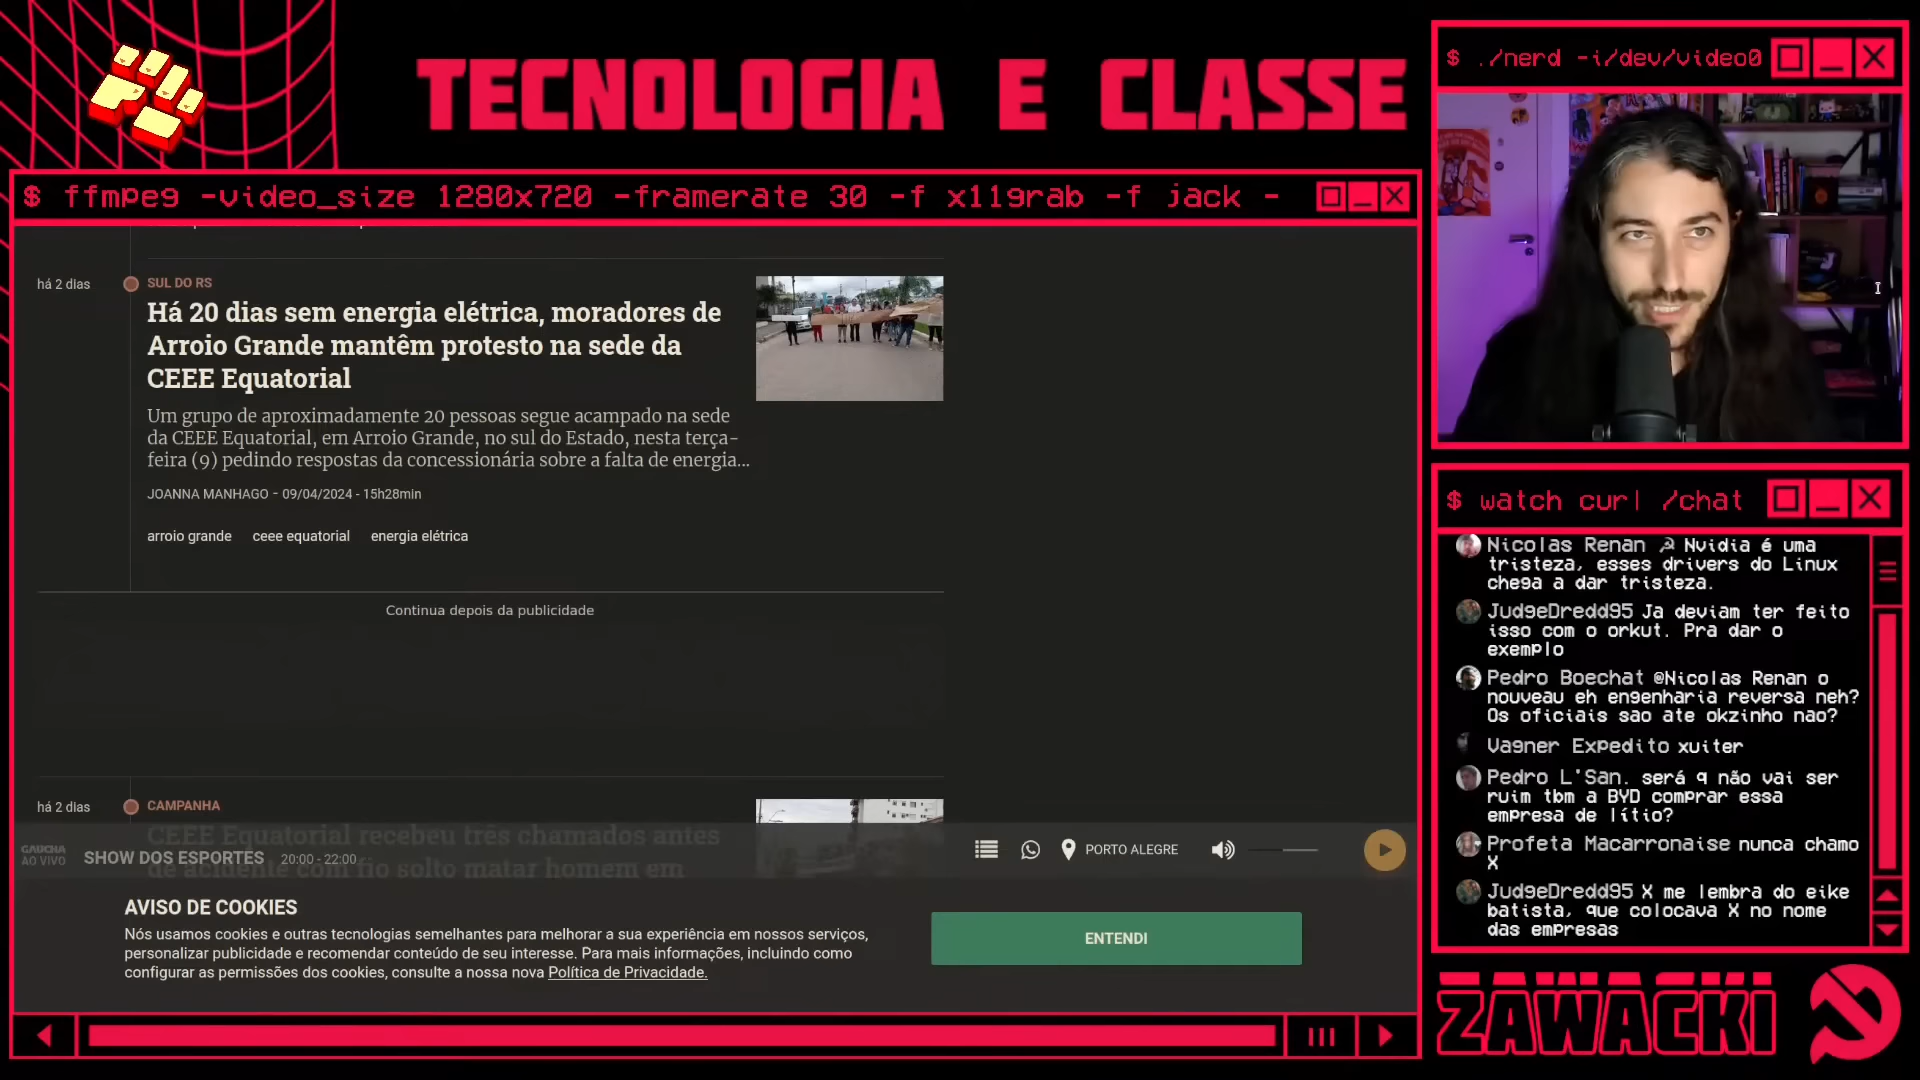 TECNOLOGIA E CLASSE
$ ./nerd -i/dev/video0
$ ffmpeg -video_size 1280x720 -framerate 30 -f x11grab -f jack -
há 2 dias
SUL DO RS
Há 20 dias sem energia elétrica, moradores de
Arroio Grande mantêm protesto na sede da
CEEE Equatorial
Um grupo de aproximadamente 20 pessoas segue acampado na sede
da CEEE Equatorial, em Arroio Grande, no sul do Estado, nesta terça-
feira (9) pedindo respostas da concessionária sobre a falta de energia...
JOANNA MANHAGO - 09/04/2024 - 15h28min
arroio grande ceee equatorial energia elétrica
Continua depois da publicidade
há 2 dias
CAMPANHA
CEEE Equatorial recebeu três chamados antes
de acidente com fio solto matar homem em
GAÚCHA
AO VIVO
SHOW DOS ESPORTES 20:00 - 22:00
PORTO ALEGRE
AVISO DE COOKIES
Nós usamos cookies e outras tecnologias semelhantes para melhorar a sua experiência em nossos serviços,
personalizar publicidade e recomendar conteúdo de seu interesse. Para mais informações, incluindo como
configurar as permissões dos cookies, consulte a nossa nova Política de Privacidade.
ENTENDI
$ watch curl /chat
Nicolas Renan ☭ Nvidia é uma
tristeza, esses drivers do Linux
chega a dar tristeza.
JudgeDredd95 Ja deviam ter feito
isso com o orkut. Pra dar o
exemplo
Pedro Boechat @Nicolas Renan o
nouveau eh engenharia reversa neh?
Os oficiais sao ate okzinho nao?
Vagner Expedito xuiter
Pedro L'San. será q não vai ser
ruim tbm a BYD comprar essa
empresa de lítio?
Profeta Macarronaise nunca chamo
X
JudgeDredd95 X me lembra do eike
batista, que colocava X no nome
das empresas
ZAWACKI